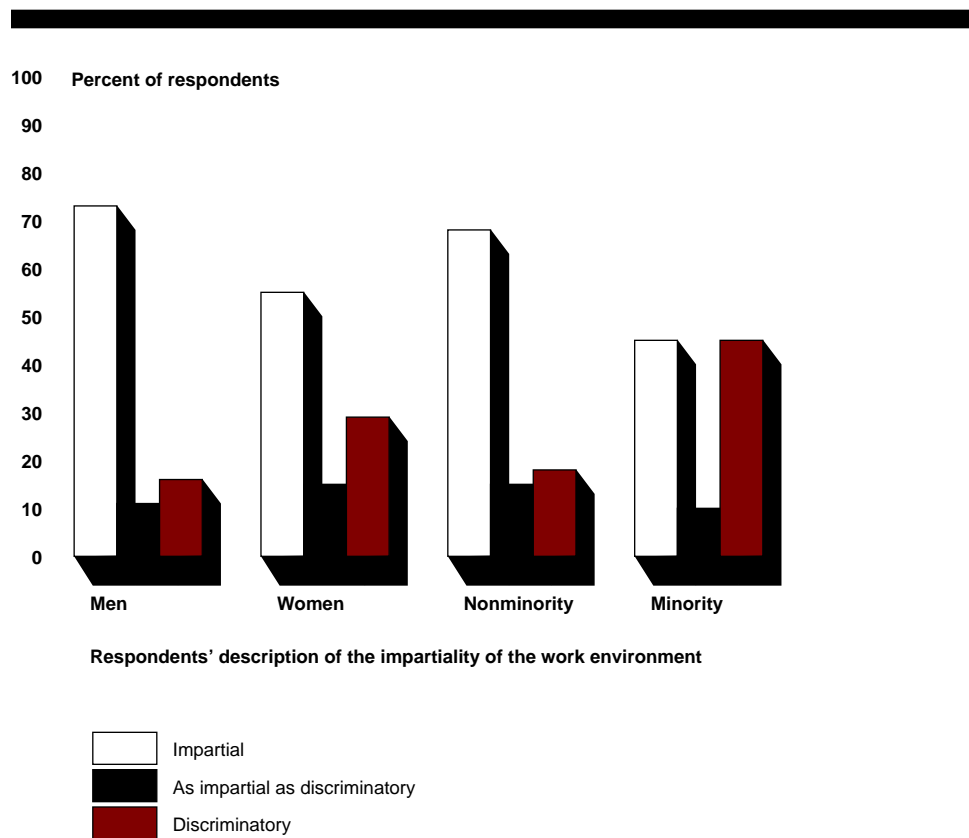 100 Percent of respondents
90
80
70
60
50
40
30
20
10
0
Men Women Nonminority Minority
Respondents’ description of the impartiality of the work environment
Impartial
As impartial as discriminatory
Discriminatory